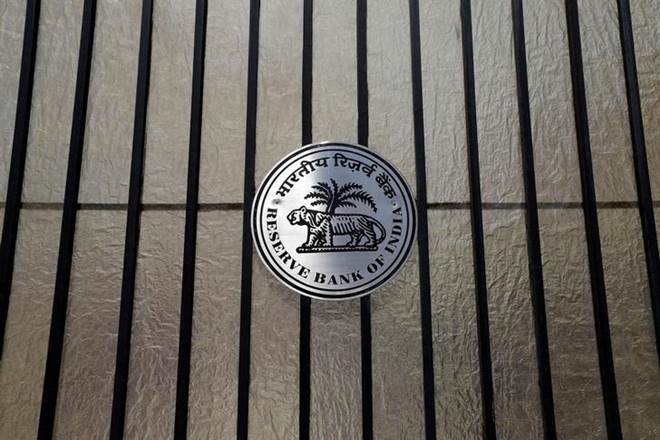 भारतीय रिज़र्व बैंक
RESERVE BANK OF INDIA